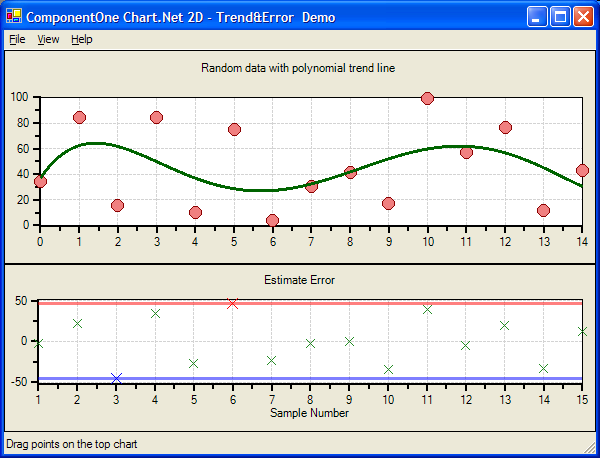 ComponentOne Chart.Net 2D - Trend&Error Demo
File View Help
Random data with polynomial trend line
100
80
60
40
20
0
0 1 2 3 4 5 6 7 8 9 10 11 12 13 14
Estimate Error
50
0
-50
1 2 3 4 5 6 7 8 9 10 11 12 13 14 15
Sample Number
Drag points on the top chart